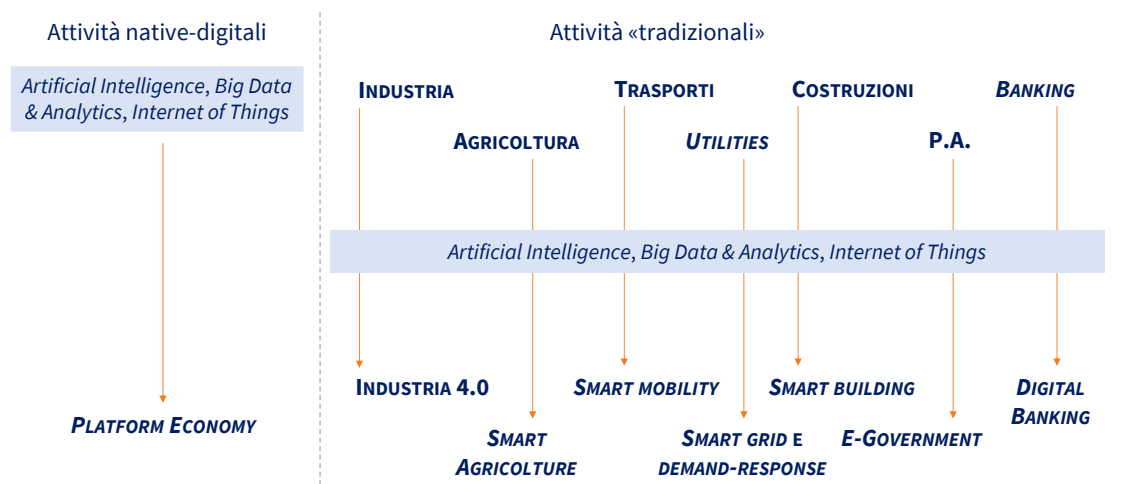 Attività native-digitali
Artificial Intelligence, Big Data
& Analytics, Internet of Things
PLATFORM ECONOMY
Attività «tradizionali»
INDUSTRIA
TRASPORTI
COSTRUZIONI
BANKING
AGRICOLTURA
UTILITIES
P.A.
Artificial Intelligence, Big Data & Analytics, Internet of Things
INDUSTRIA 4.0
SMART MOBILITY
SMART BUILDING
DIGITAL
BANKING
SMART
AGRICOLTURE
SMART GRID E
DEMAND-RESPONSE
E-GOVERNMENT